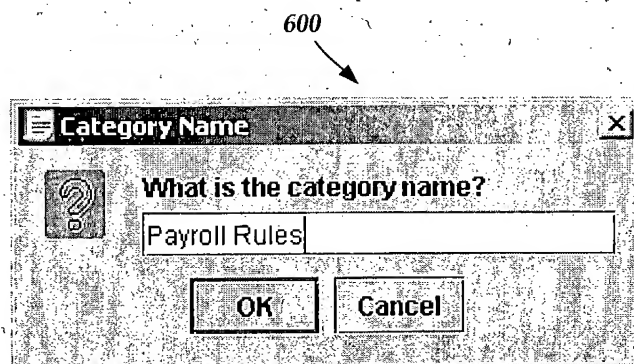 600
Category Name
What is the category name?
Payroll Rules
OK Cancel